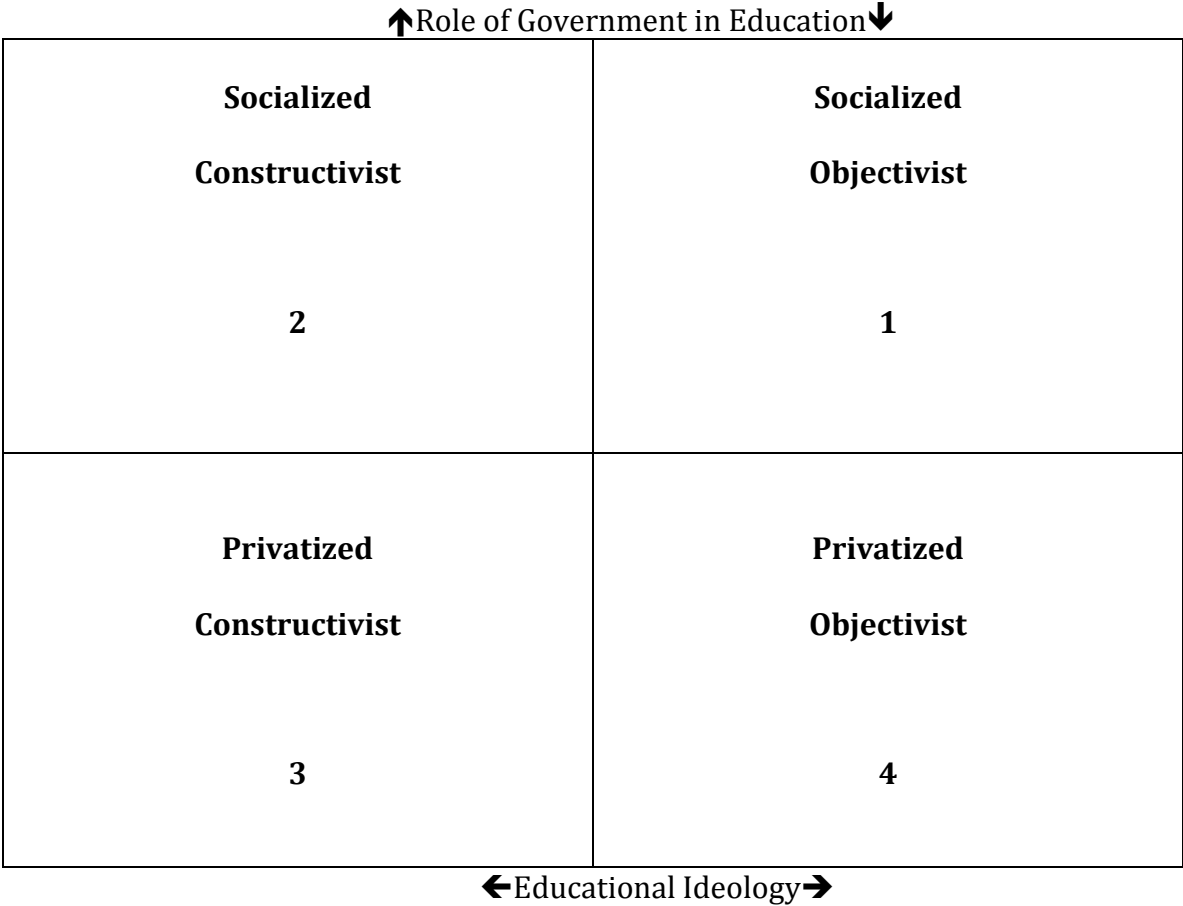 🡹Role of Government in Education🡻
Socialized Socialized
Constructivist Objectivist
2 1
Privatized Privatized
Constructivist Objectivist
3 4
🡸Educational Ideology🡺